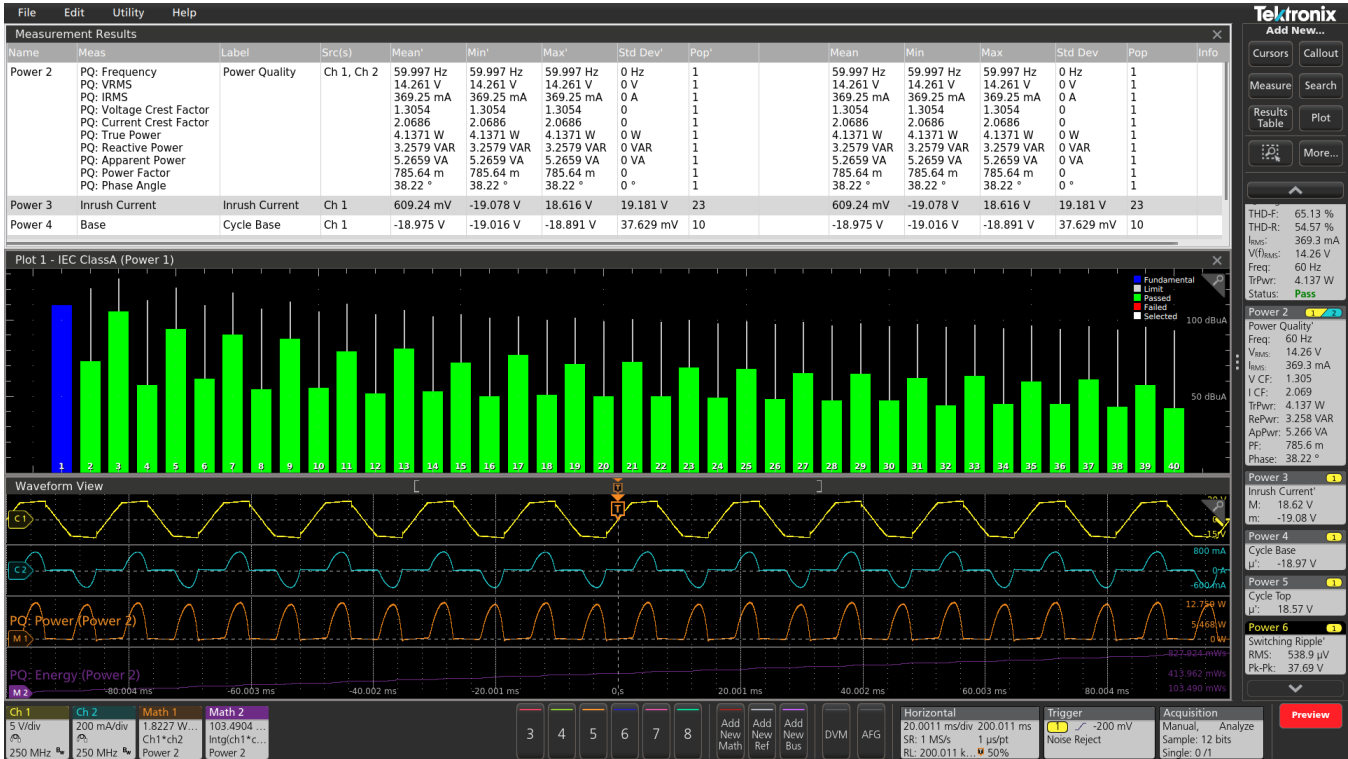 File Edit Utility Help
Tektronix
Measurement Results
Name Meas Label Src(s) Mean' Min' Max' Std Dev' Pop' Mean Min Max Std Dev Pop Info
Power 2 PQ: Frequency Power Quality Ch 1, Ch 2 59.997 Hz 59.997 Hz 59.997 Hz 0 Hz 1 59.997 Hz 59.997 Hz 59.997 Hz 0 Hz 1
PQ: VRMS 14.261 V 14.261 V 14.261 V 0 V 1 14.261 V 14.261 V 14.261 V 0 V 1
PQ: IRMS 369.25 mA 369.25 mA 369.25 mA 0 A 1 369.25 mA 369.25 mA 369.25 mA 0 A 1
PQ: Voltage Crest Factor 1.3054 1.3054 1.3054 0 1 1.3054 1.3054 1.3054 0 1
PQ: Current Crest Factor 2.0686 2.0686 2.0686 0 1 2.0686 2.0686 2.0686 0 1
PQ: True Power 4.1371 W 4.1371 W 4.1371 W 0 W 1 4.1371 W 4.1371 W 4.1371 W 0 W 1
PQ: Reactive Power 3.2579 VAR 3.2579 VAR 3.2579 VAR 0 VAR 1 3.2579 VAR 3.2579 VAR 3.2579 VAR 0 VAR 1
PQ: Apparent Power 5.2659 VA 5.2659 VA 5.2659 VA 0 VA 1 5.2659 VA 5.2659 VA 5.2659 VA 0 VA 1
PQ: Power Factor 785.64 m 785.64 m 785.64 m 0 1 785.64 m 785.64 m 785.64 m 0 1
PQ: Phase Angle 38.22 ° 38.22 ° 38.22 ° 0 ° 1 38.22 ° 38.22 ° 38.22 ° 0 ° 1
Power 3 Inrush Current Inrush Current Ch 1 609.24 mV -19.078 V 18.616 V 19.181 V 23 609.24 mV -19.078 V 18.616 V 19.181 V 23
Power 4 Base Cycle Base Ch 1 -18.975 V -19.016 V -18.891 V 37.629 mV 10 -18.975 V -19.016 V -18.891 V 37.629 mV 10
Plot 1 - IEC ClassA (Power 1)
Fundamental
Limit
Passed
Failed
Selected
100 dBuA
50 dBuA
1 2 3 4 5 6 7 8 9 10 11 12 13 14 15 16 17 18 19 20 21 22 23 24 25 26 27 28 29 30 31 32 33 34 35 36 37 38 39 40
Waveform View
T
T
C 1
20 V
-15 V
C 2
800 mA
0 A
-600 mA
PQ: Power (Power 2)
M 1
12.759 W
5.468 W
0 W
PQ: Energy (Power 2)
M 2
827.924 mWs
413.962 mWs
103.490 mWs
-80.004 ms -60.003 ms -40.002 ms -20.001 ms 0 s 20.001 ms 40.002 ms 60.003 ms 80.004 ms
Add New...
Cursors Callout
Measure Search
Results Table Plot
More...
THD-F: 65.13 %
THD-R: 54.57 %
IRMS: 369.3 mA
V(f)RMS: 14.26 V
Freq: 60 Hz
TrPwr: 4.137 W
Status: Pass
Power 2 1 2
Power Quality'
Freq: 60 Hz
VRMS: 14.26 V
IRMS: 369.3 mA
V CF: 1.305
I CF: 2.069
TrPwr: 4.137 W
RePwr: 3.258 VAR
ApPwr: 5.266 VA
PF: 785.6 m
Phase: 38.22 °
Power 3 1
Inrush Current'
M: 18.62 V
m: -19.08 V
Power 4 1
Cycle Base
µ': -18.97 V
Power 5 1
Cycle Top
µ': 18.57 V
Power 6 1
Switching Ripple'
RMS: 538.9 µV
Pk-Pk: 37.69 V
Ch 1
5 V/div
250 MHz Bw
Ch 2
200 mA/div
250 MHz Bw
Math 1
1.8227 W...
Ch1*ch2
Power 2
Math 2
103.4904 ...
Intg(ch1*c...
Power 2
3 4 5 6 7 8
Add New Math
Add New Ref
Add New Bus
DVM
AFG
Horizontal
20.0011 ms/div 200.011 ms
SR: 1 MS/s 1 µs/pt
RL: 200.011 k... 50%
Trigger
1 -200 mV
Noise Reject
Acquisition
Manual, Analyze
Sample: 12 bits
Single: 0 /1
Preview